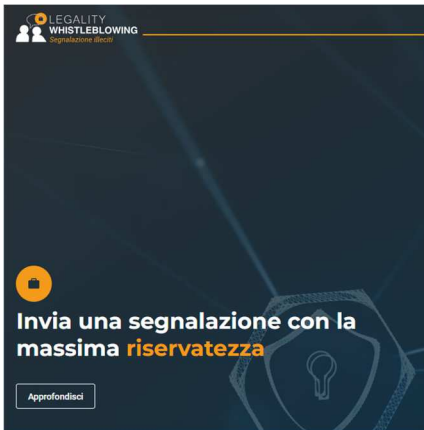 LEGALITY
WHISTLEBLOWING
Segnalazione illeciti
Invia una segnalazione con la
massima riservatezza
Approfondisci